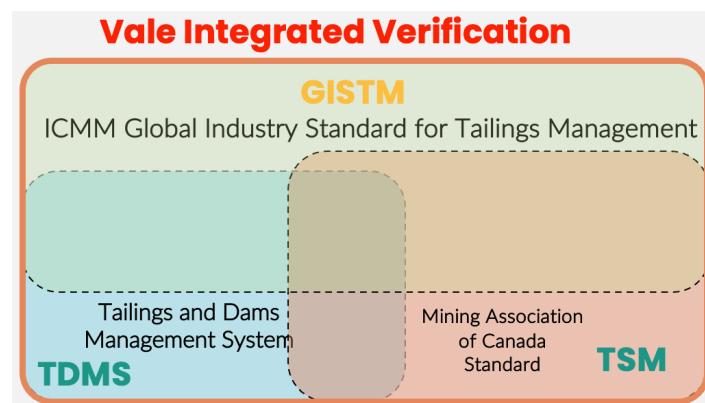 Vale Integrated Verification
GISTM
ICMM Global Industry Standard for Tailings Management
Tailings and Dams
Management System
TDMS
Mining Association
of Canada
Standard
TSM